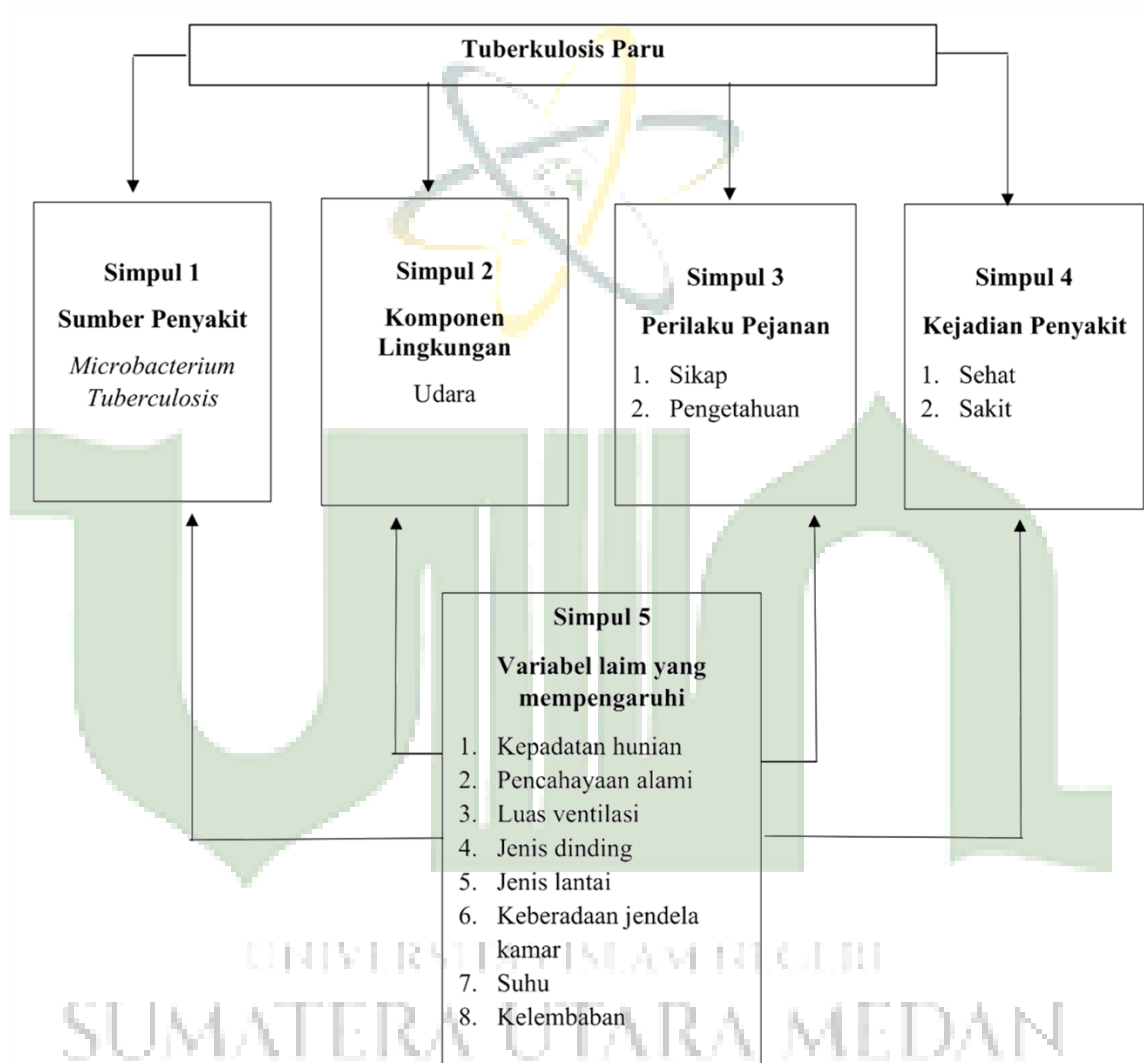 Tuberkulosis Paru
Simpul 1
Sumber Penyakit
Microbacterium
Tuberculosis
Simpul 2
Komponen
Lingkungan
Udara
Simpul 3
Perilaku Pejanan
1. Sikap
2. Pengetahuan
Simpul 4
Kejadian Penyakit
1. Sehat
2. Sakit
Simpul 5
Variabel laim yang
mempengaruhi
1. Kepadatan hunian
2. Pencahayaan alami
3. Luas ventilasi
4. Jenis dinding
5. Jenis lantai
6. Keberadaan jendela
kamar
7. Suhu
8. Kelembaban
UNIVERSITAS ISLAM NEGERI
SUMATERA UTARA MEDAN